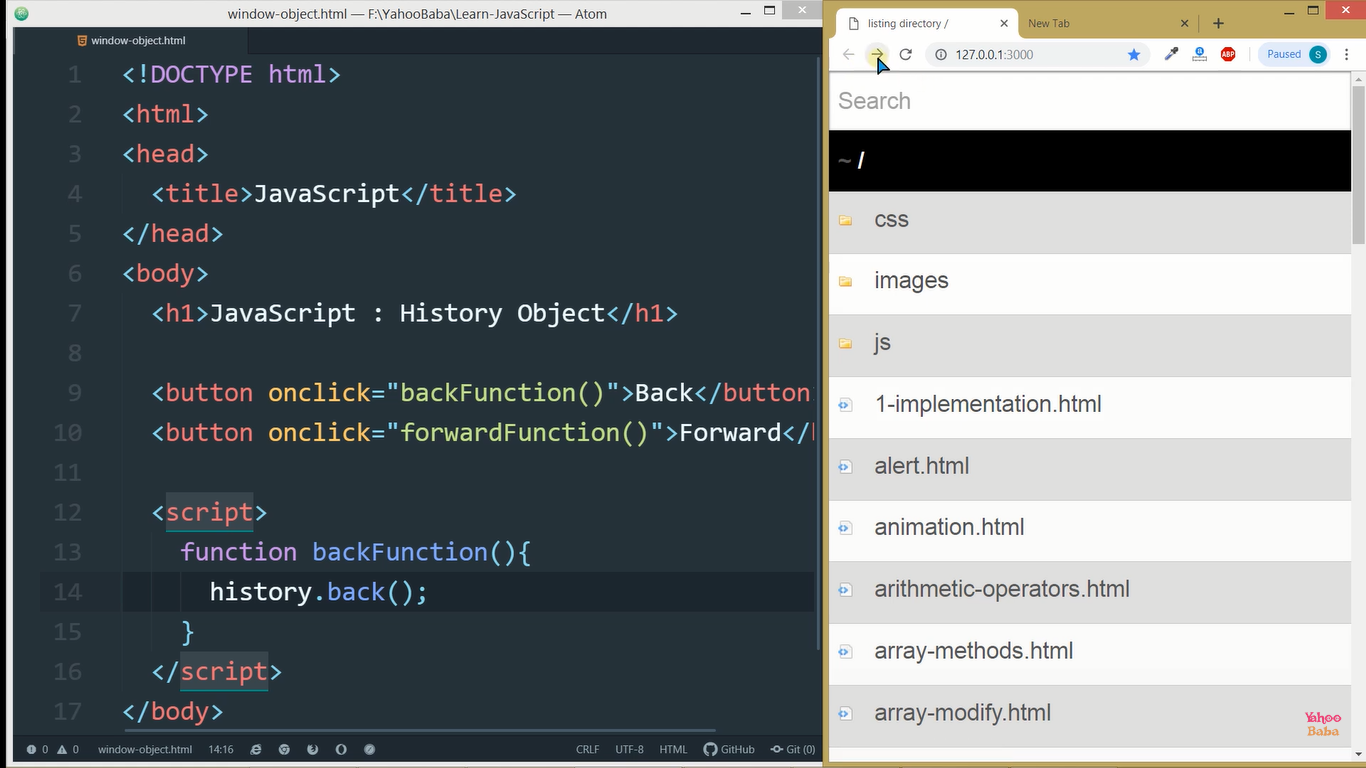 window-object.html — F:\YahooBaba\Learn-JavaScript — Atom
window-object.html
1 <!DOCTYPE html>
2 <html>
3 <head>
4 <title>JavaScript</title>
5 </head>
6 <body>
7 <h1>JavaScript : History Object</h1>
8
9 <button onclick="backFunction()">Back</button>
10 <button onclick="forwardFunction()">Forward</
11
12 <script>
13 function backFunction(){
14 history.back();
15 }
16 </script>
17 </body>
0 0 window-object.html 14:16 CRLF UTF-8 HTML GitHub Git (0)
listing directory / New Tab
127.0.0.1:3000 ABP Paused S
Search
~ /
css
images
js
1-implementation.html
alert.html
animation.html
arithmetic-operators.html
array-methods.html
array-modify.html
Yahoo
Baba